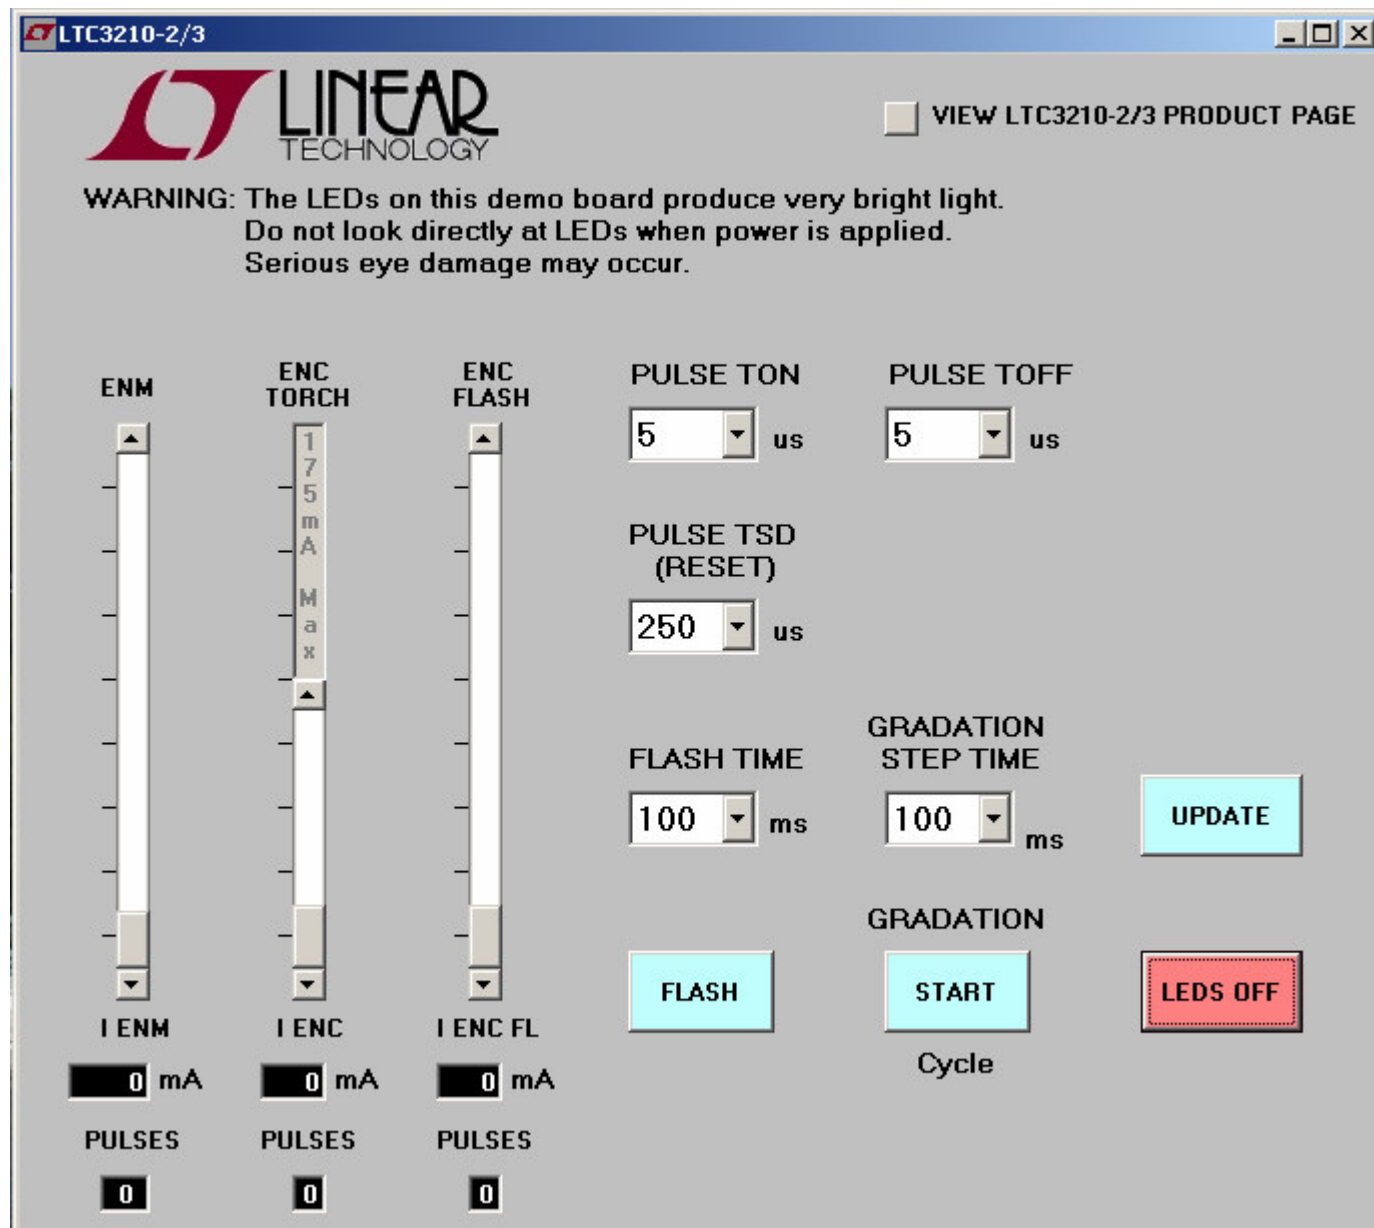 LTC3210-2/3
LINEAR
TECHNOLOGY
VIEW LTC3210-2/3 PRODUCT PAGE
WARNING: The LEDs on this demo board produce very bright light.
Do not look directly at LEDs when power is applied.
Serious eye damage may occur.
ENM
ENC
TORCH
ENC
FLASH
175mA Max
PULSE TON
5 us
PULSE TOFF
5 us
PULSE TSD
(RESET)
250 us
FLASH TIME
100 ms
GRADATION
STEP TIME
100 ms
UPDATE
FLASH
GRADATION
START
Cycle
LEDS OFF
I ENM
0 mA
PULSES
0
I ENC
0 mA
PULSES
0
I ENC FL
0 mA
PULSES
0